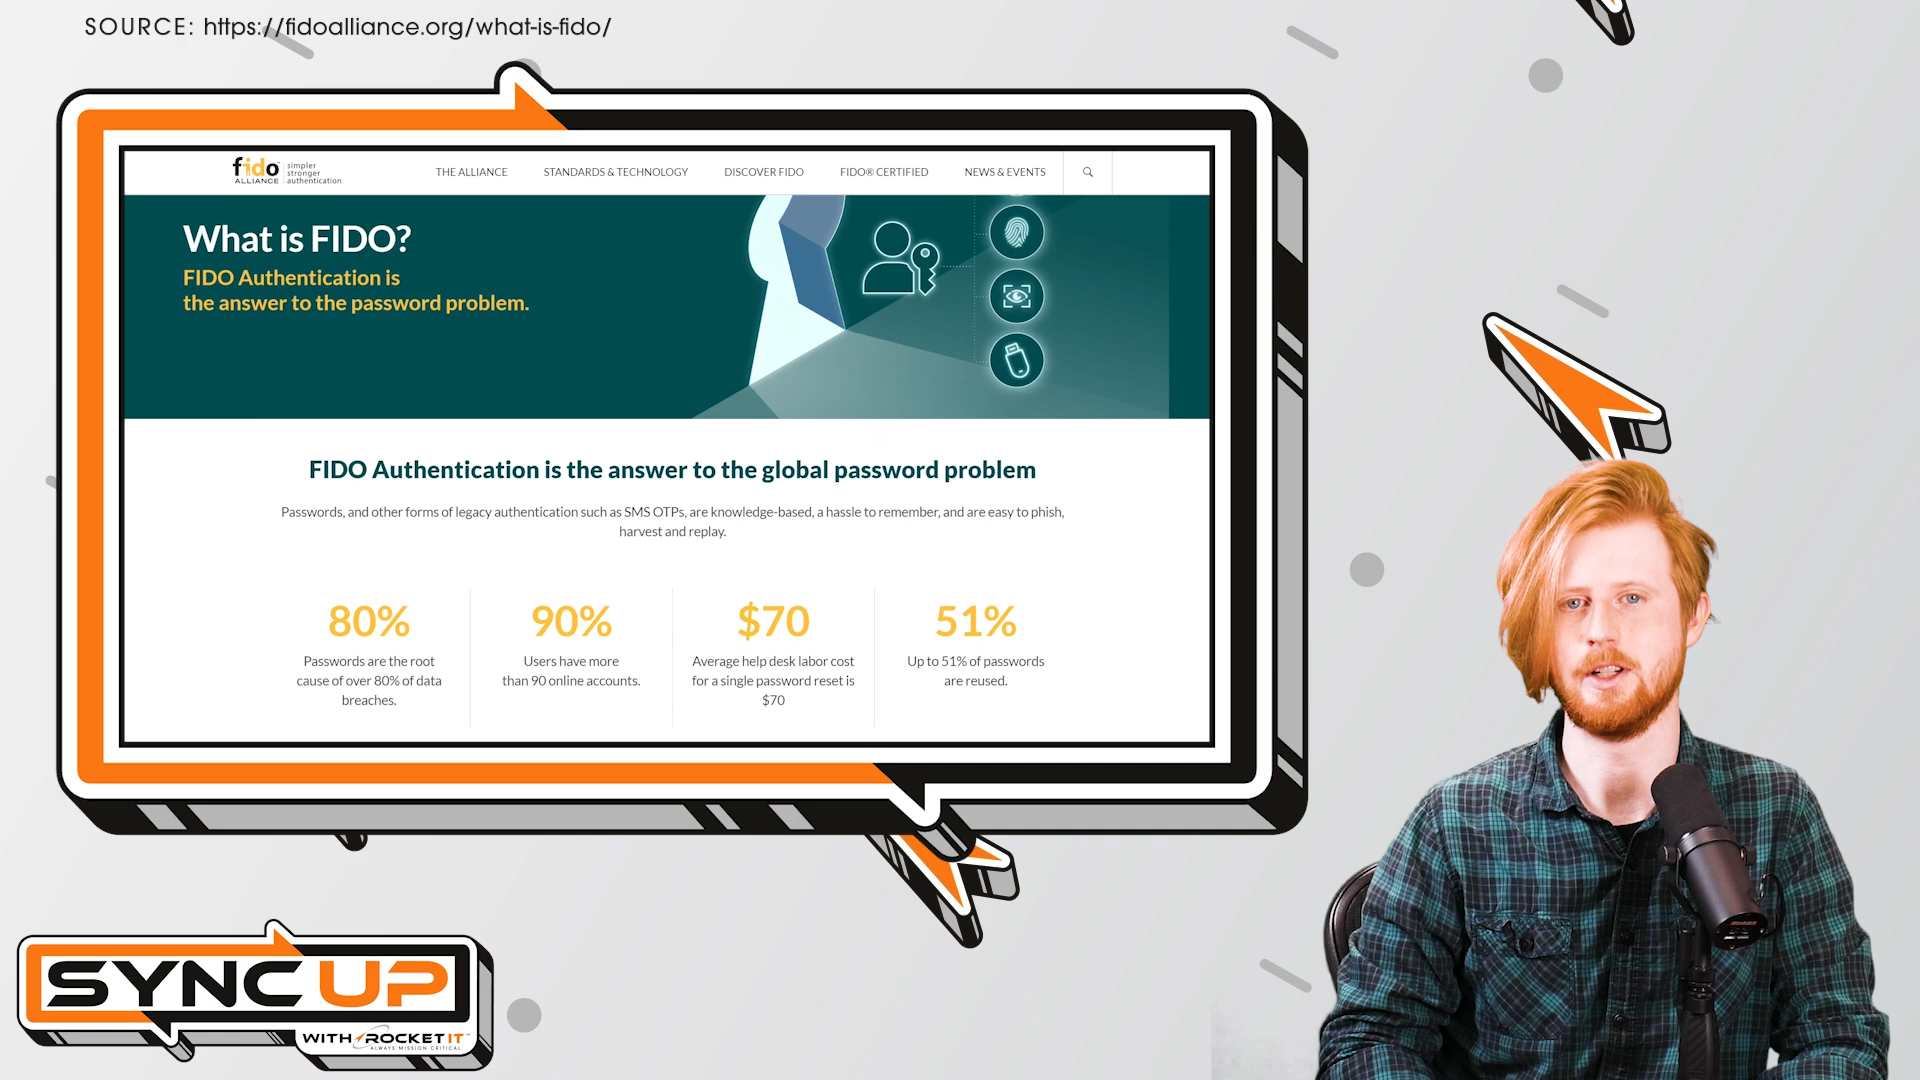 SOURCE: https://fidoalliance.org/what-is-fido/
fido
ALLIANCE
simpler
stronger
authentication
THE ALLIANCE
STANDARDS & TECHNOLOGY
DISCOVER FIDO
FIDO® CERTIFIED
NEWS & EVENTS
What is FIDO?
FIDO Authentication is
the answer to the password problem.
FIDO Authentication is the answer to the global password problem
Passwords, and other forms of legacy authentication such as SMS OTPs, are knowledge-based, a hassle to remember, and are easy to phish,
harvest and replay.
80%
Passwords are the root
cause of over 80% of data
breaches.
90%
Users have more
than 90 online accounts.
$70
Average help desk labor cost
for a single password reset is
$70
51%
Up to 51% of passwords
are reused.
SYNC UP
WITH ROCKET IT
ALWAYS MISSION CRITICAL